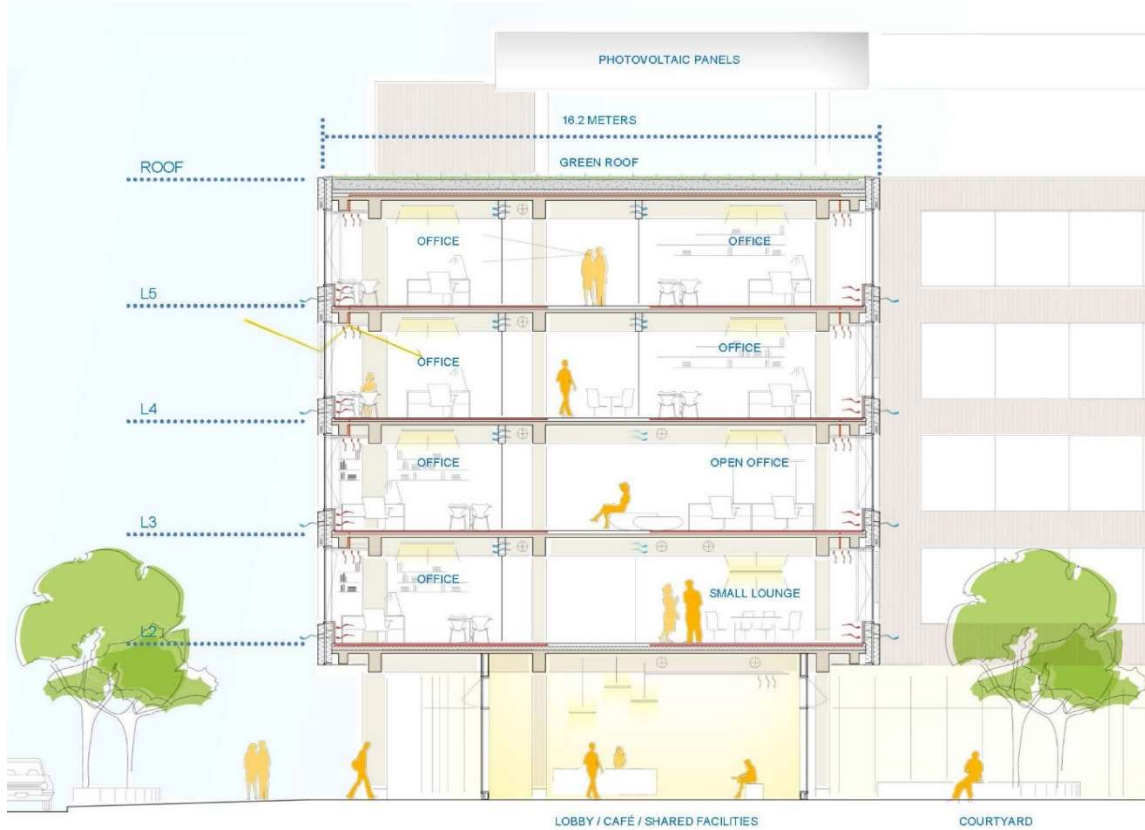 PHOTOVOLTAIC PANELS
16.2 METERS
ROOF
GREEN ROOF
OFFICE
OFFICE
L5
OFFICE
OFFICE
L4
OFFICE
OPEN OFFICE
L3
OFFICE
SMALL LOUNGE
L2
LOBBY / CAFÉ / SHARED FACILITIES
COURTYARD